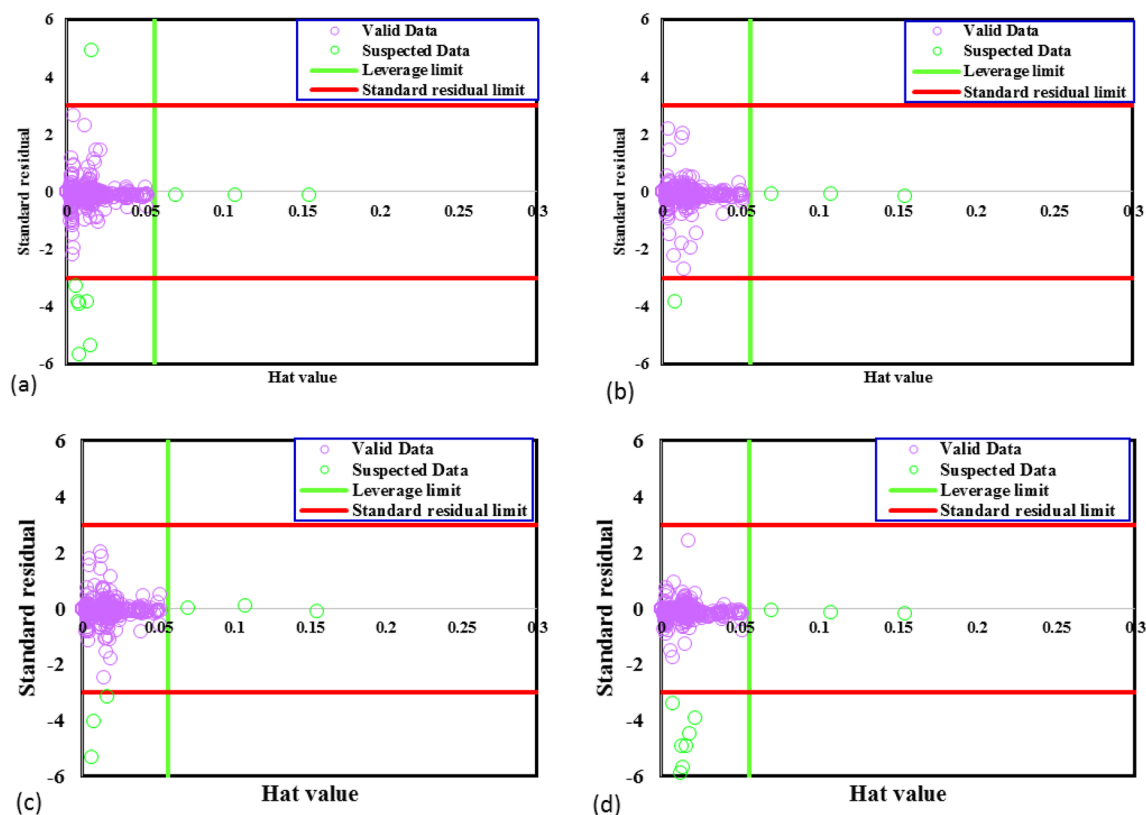 6
4
2
0
-2
-4
-6
Standard residual
0
0.05
0.1
0.15
0.2
0.25
0.3
Hat value
Valid Data
Suspected Data
Leverage limit
Standard residual limit
(a)
6
4
2
0
-2
-4
-6
Standard residual
0
0.05
0.1
0.15
0.2
0.25
0.3
Hat value
Valid Data
Suspected Data
Leverage limit
Standard residual limit
(b)
6
4
2
0
-2
-4
-6
Standard residual
0
0.05
0.1
0.15
0.2
0.25
0.3
Hat value
Valid Data
Suspected Data
Leverage limit
Standard residual limit
(c)
6
4
2
0
-2
-4
-6
Standard residual
0
0.05
0.1
0.15
0.2
0.25
0.3
Hat value
Valid Data
Suspected Data
Leverage limit
Standard residual limit
(d)